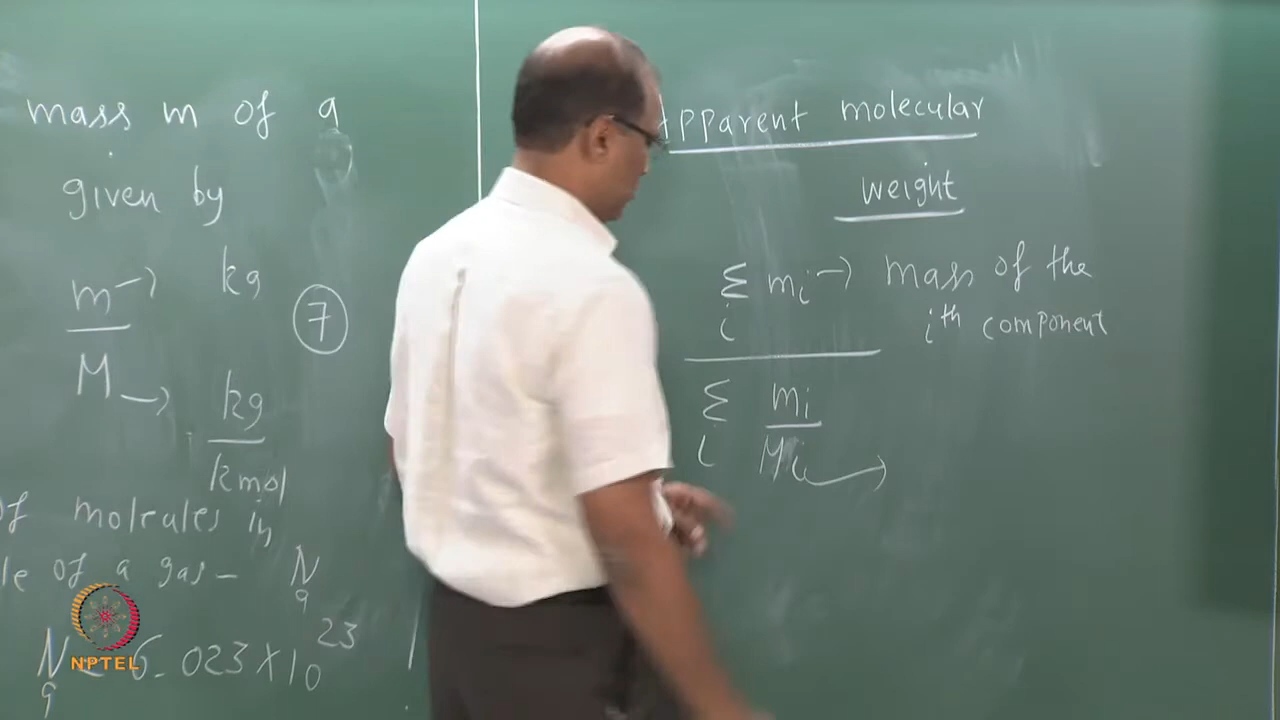 mass m of a
given by
m → kg
M → kg
kmol
7
of molecules in
le of a gas – Na
Na = 6.023 X 10^23
Apparent molecular
weight
Σ i mi → mass of the
ith component
Σ i mi
Mi →
NPTEL